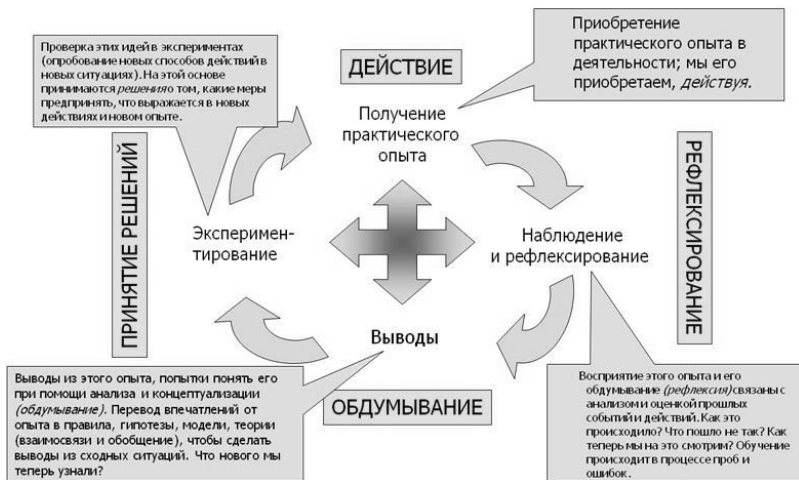 Проверка этих идей в экспериментах
(опробование новых способов действий в
новых ситуациях). На этой основе
принимаются решения о том, какие меры
предпринять, что выражается в новых
действиях и новом опыте.
ДЕЙСТВИЕ
Приобретение
практического опыта в
деятельности; мы его
приобретаем, действуя.
Получение
практического
опыта
ПРИНЯТИЕ РЕШЕНИЙ
РЕФЛЕКСИРОВАНИЕ
Эксперимен-
тирование
Наблюдение
и рефлексирование
Выводы
Выводы из этого опыта, попытки понять его
при помощи анализа и концептуализации
(обдумывание). Перевод впечатлений от
опыта в правила, гипотезы, модели, теории
(взаимосвязи и обобщение), чтобы сделать
выводы из сходных ситуаций. Что нового мы
теперь узнали?
ОБДУМЫВАНИЕ
Восприятие этого опыта и его
обдумывание (рефлексия) связаны с
анализом и оценкой прошлых
событий и действий. Как это
происходило? Что пошло не так? Как
теперь мы на это смотрим? Обучение
происходит в процессе проб и
ошибок.